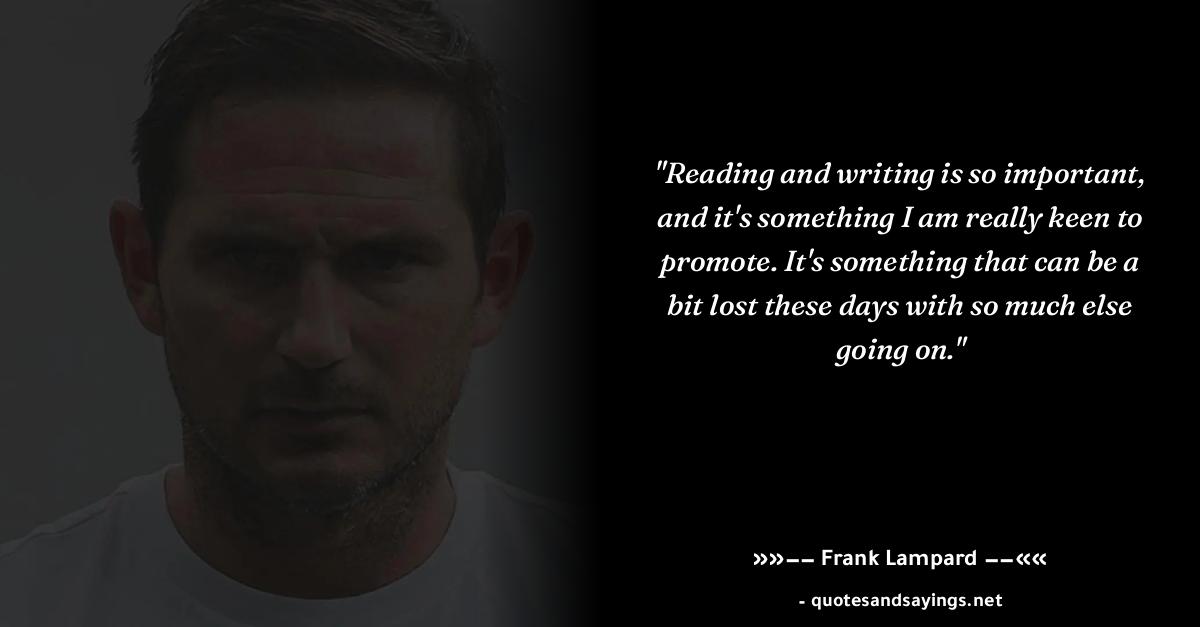 "Reading and writing is so important,
and it's something I am really keen to
promote. It's something that can be a
bit lost these days with so much else
going on."
»»−− Frank Lampard −−««
- quotesandsayings.net